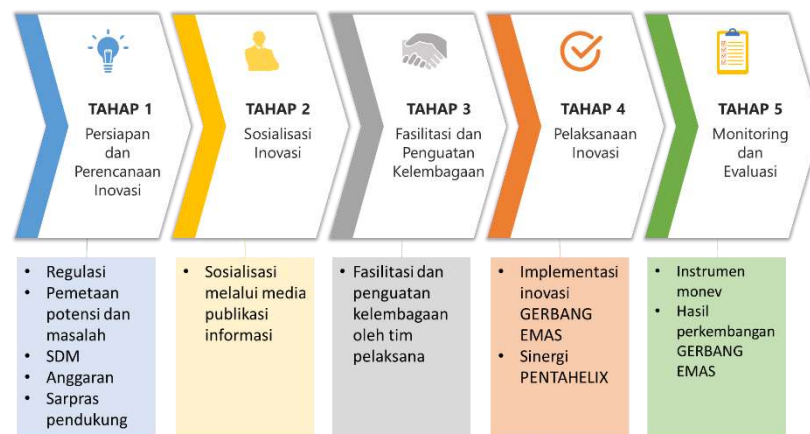 TAHAP 1
Persiapan
dan
Perencanaan
Inovasi
TAHAP 2
Sosialisasi
Inovasi
TAHAP 3
Fasilitasi dan
Penguatan
Kelembagaan
TAHAP 4
Pelaksanaan
Inovasi
TAHAP 5
Monitoring
dan
Evaluasi
• Regulasi
• Pemetaan
potensi dan
masalah
• SDM
• Anggaran
• Sarpras
pendukung
• Sosialisasi
melalui media
publikasi
informasi
• Fasilitasi dan
penguatan
kelembagaan
oleh tim
pelaksana
• Implementasi
inovasi
GERBANG
EMAS
• Sinergi
PENTAHELIX
• Instrumen
monev
• Hasil
perkembangan
GERBANG
EMAS